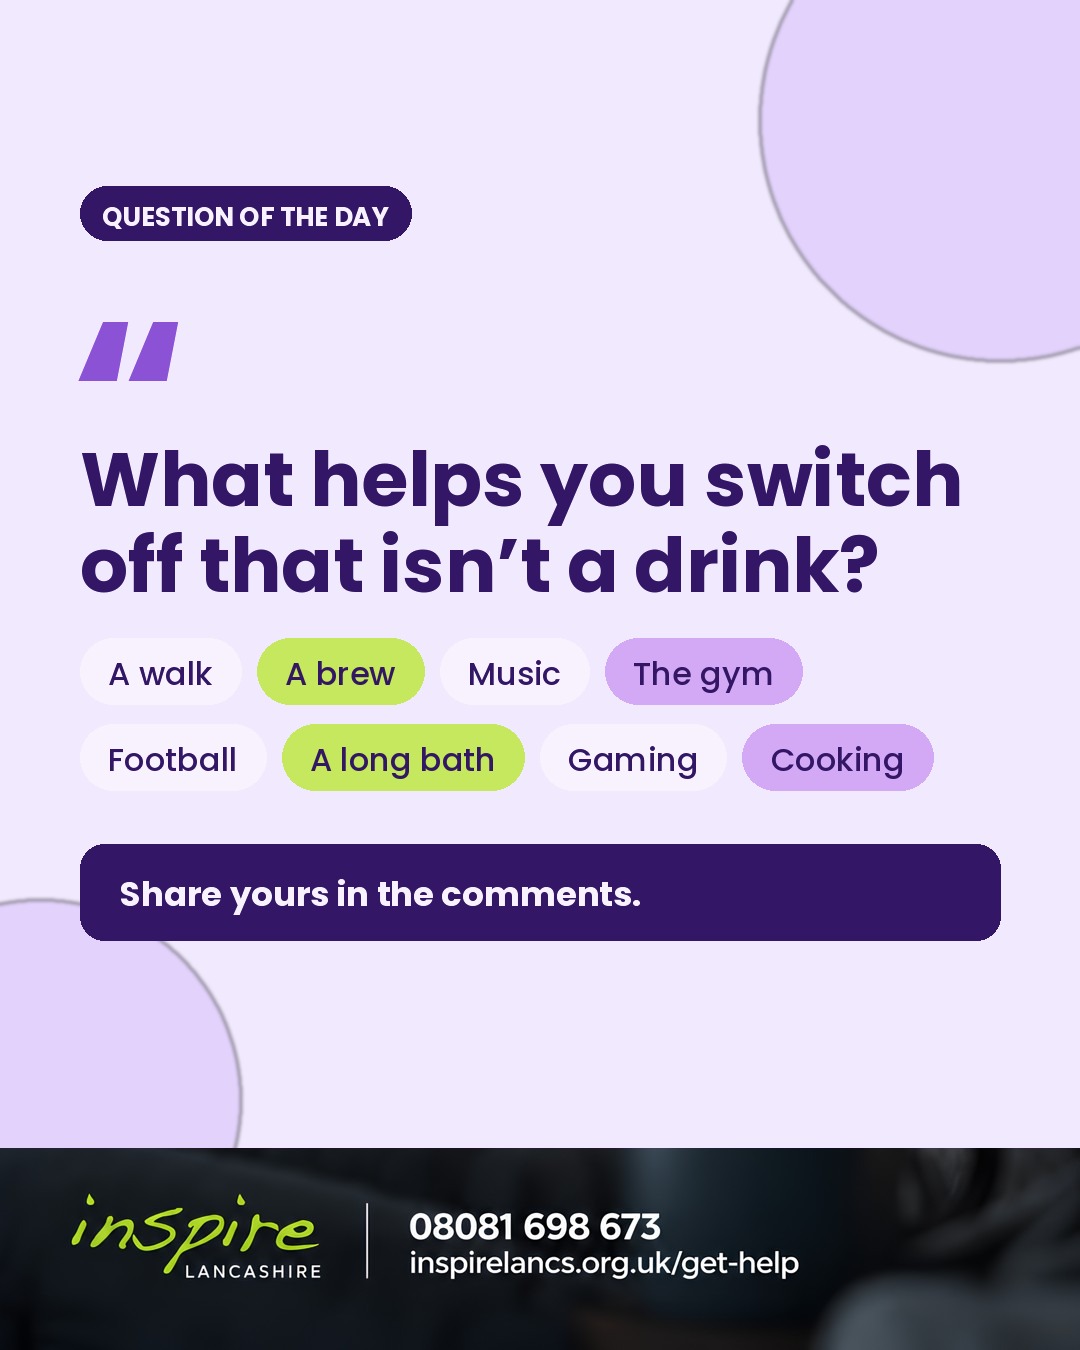 QUESTION OF THE DAY
“
What helps you switch
off that isn’t a drink?
A walk A brew Music The gym
Football A long bath Gaming Cooking
Share yours in the comments.
inspire
LANCASHIRE
08081 698 673
inspirelancs.org.uk/get-help